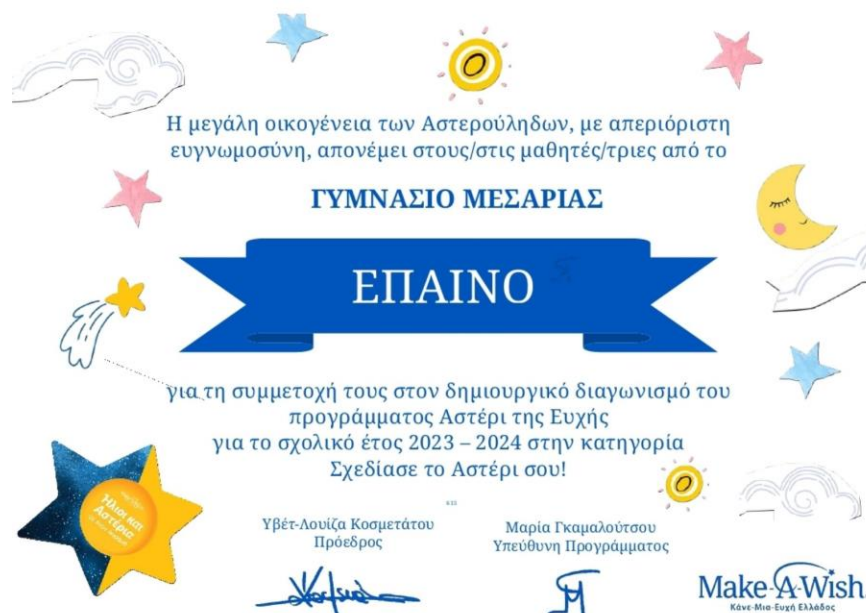 Η μεγάλη οικογένεια των Αστερούληδων, με απεριόριστη
ευγνωμοσύνη, απονέμει στους/στις μαθητές/τριες από το
ΓΥΜΝΑΣΙΟ ΜΕΣΑΡΙΑΣ
ΕΠΑΙΝΟ
για τη συμμετοχή τους στον δημιουργικό διαγωνισμό του
προγράμματος Αστέρι της Ευχής
για το σχολικό έτος 2023 – 2024 στην κατηγορία
Σχεδίασε το Αστέρι σου!
Ήλιοι και
Αστέρια
Υβέτ-Λουίζα Κοσμετάτου
Πρόεδρος
Μαρία Γκαμαλούτσου
Υπεύθυνη Προγράμματος
Make-A-Wish
Κάνε-Μια-Ευχή Ελλάδος